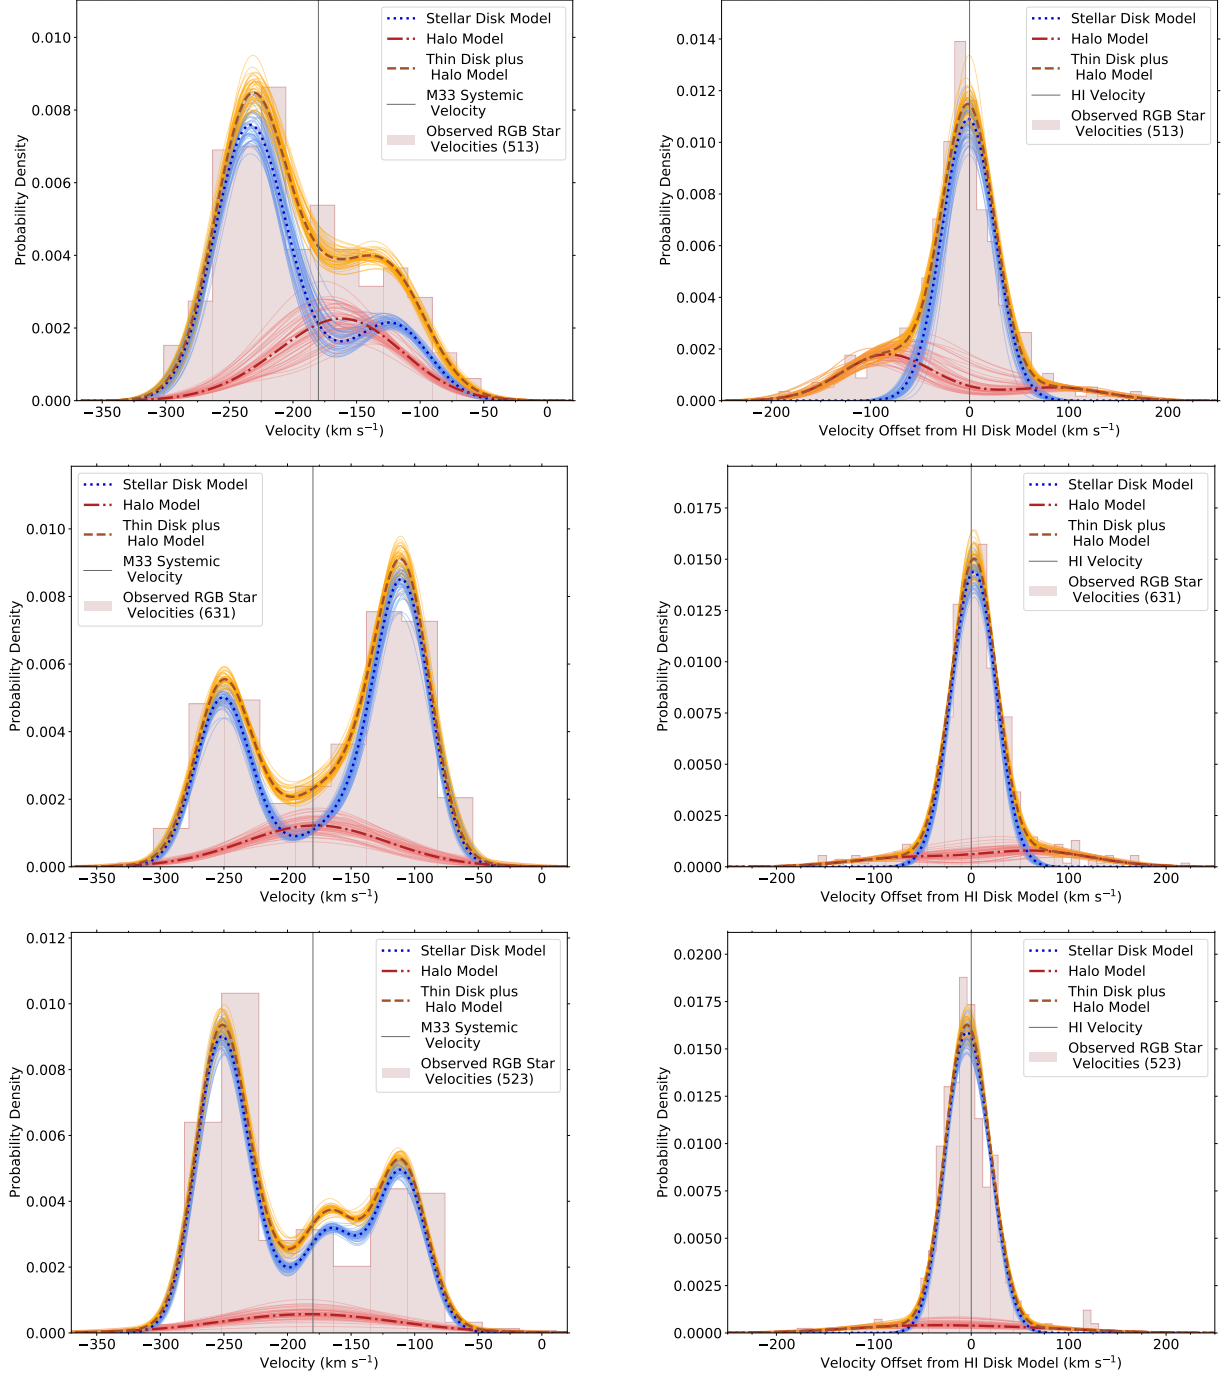 0.010
0.008
0.006
0.004
0.002
0.000
Probability Density
−350 −300 −250 −200 −150 −100 −50 0
Velocity (km s⁻¹)
Stellar Disk Model
Halo Model
Thin Disk plus
Halo Model
M33 Systemic
Velocity
Observed RGB Star
Velocities (513)
0.014
0.012
0.010
0.008
0.006
0.004
0.002
0.000
Probability Density
−200 −100 0 100 200
Velocity Offset from HI Disk Model (km s⁻¹)
Stellar Disk Model
Halo Model
Thin Disk plus
Halo Model
HI Velocity
Observed RGB Star
Velocities (513)
0.010
0.008
0.006
0.004
0.002
0.000
Probability Density
−350 −300 −250 −200 −150 −100 −50 0
Velocity (km s⁻¹)
Stellar Disk Model
Halo Model
Thin Disk plus
Halo Model
M33 Systemic
Velocity
Observed RGB Star
Velocities (631)
0.0175
0.0150
0.0125
0.0100
0.0075
0.0050
0.0025
0.0000
Probability Density
−200 −100 0 100 200
Velocity Offset from HI Disk Model (km s⁻¹)
Stellar Disk Model
Halo Model
Thin Disk plus
Halo Model
HI Velocity
Observed RGB Star
Velocities (631)
0.012
0.010
0.008
0.006
0.004
0.002
0.000
Probability Density
−350 −300 −250 −200 −150 −100 −50 0
Velocity (km s⁻¹)
Stellar Disk Model
Halo Model
Thin Disk plus
Halo Model
M33 Systemic
Velocity
Observed RGB Star
Velocities (523)
0.0200
0.0175
0.0150
0.0125
0.0100
0.0075
0.0050
0.0025
0.0000
Probability Density
−200 −100 0 100 200
Velocity Offset from HI Disk Model (km s⁻¹)
Stellar Disk Model
Halo Model
Thin Disk plus
Halo Model
HI Velocity
Observed RGB Star
Velocities (523)